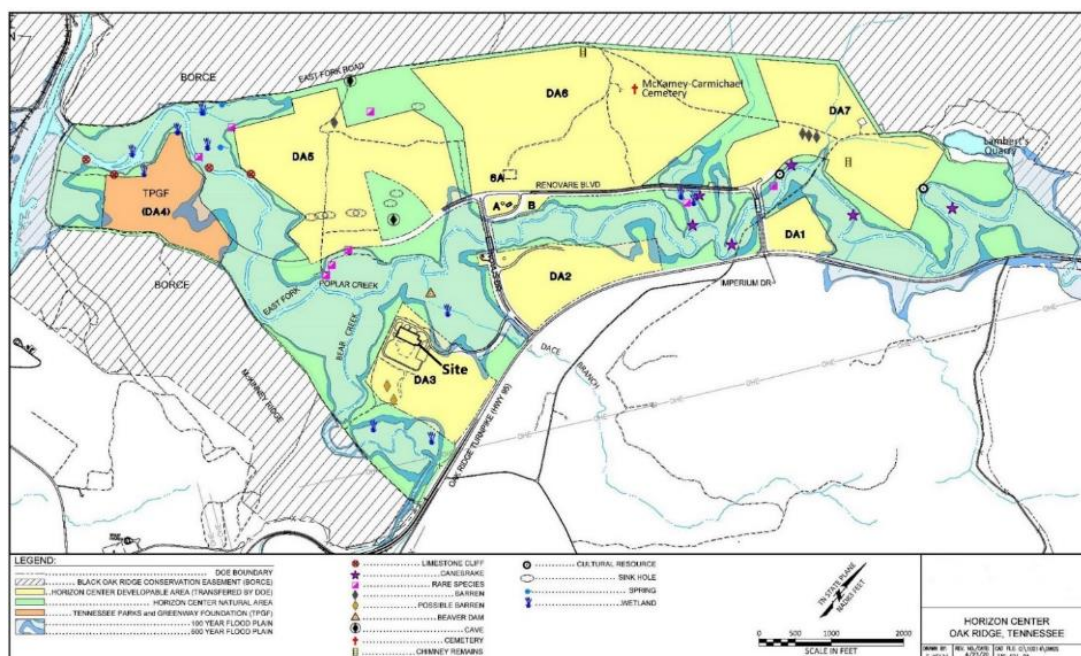 BORCE
EAST FORK ROAD
DA6
McKamey-Carmichael
Cemetery
DA7
Lambert's
Quarry
DA5
6A
RENOVARE BLVD
A
B
TPGF
(DA4)
BORCE
DA1
DA2
IMPERIUM DR
EAST FORK
POPLAR CREEK
BEAR CREEK
DACE
BRANCH
Site
DA3
McKINNEY RIDGE
OAK RIDGE TURNPIKE (HWY 95)
LEGEND:
DOE BOUNDARY
BLACK OAK RIDGE CONSERVATION EASEMENT (BORCE)
HORIZON CENTER DEVELOPABLE AREA (TRANSFERED BY DOE)
HORIZON CENTER NATURAL AREA
TENNESSEE PARKS and GREENWAY FOUNDATION (TPGF)
100 YEAR FLOOD PLAIN
500 YEAR FLOOD PLAIN
LIMESTONE CLIFF
CANEBRAKE
RARE SPECIES
BARREN
POSSIBLE BARREN
BEAVER DAM
CAVE
CEMETERY
CHIMNEY REMAINS
CULTURAL RESOURCE
SINK HOLE
SPRING
WETLAND
TN STATE PLANE
NAD83 FEET
0 500 1000 2000
SCALE IN FEET
HORIZON CENTER
OAK RIDGE, TENNESSEE